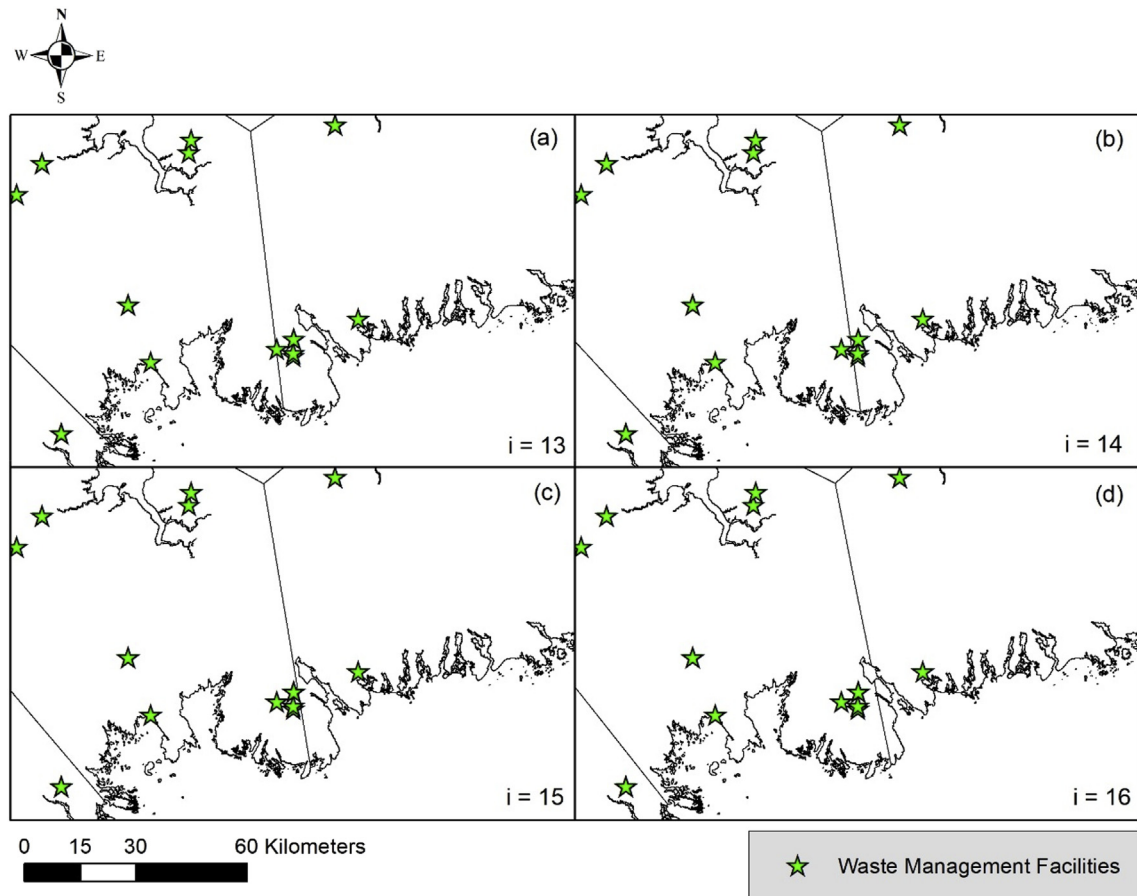 N
W E
S
(a) (b)
i = 13 i = 14
(c) (d)
i = 15 i = 16
0 15 30 60 Kilometers
Waste Management Facilities